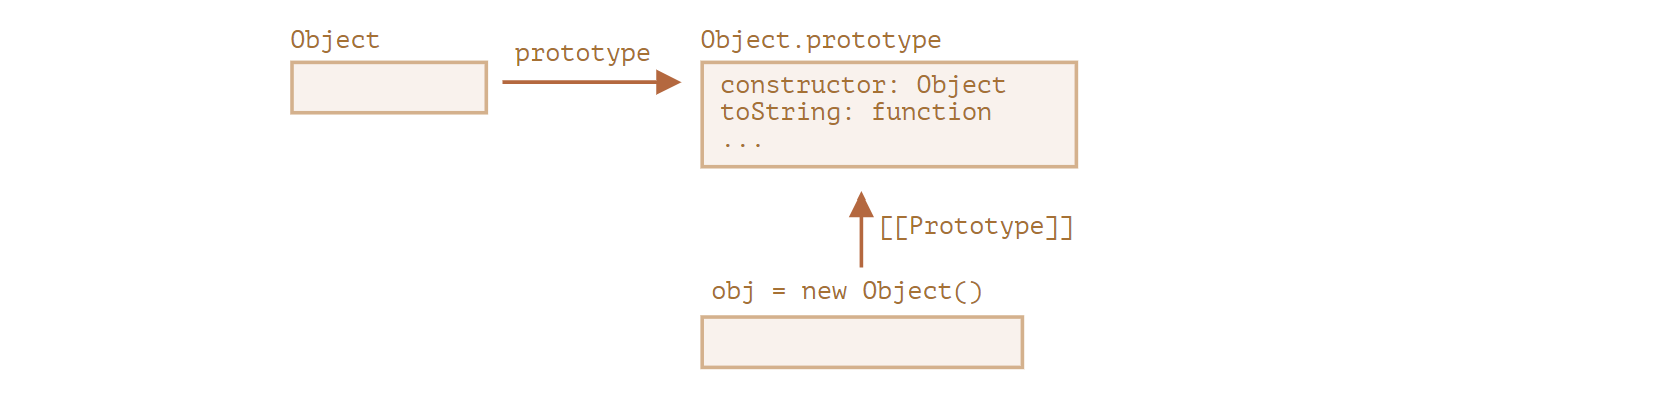 Object
prototype
Object.prototype
constructor: Object
toString: function
...
[[Prototype]]
obj = new Object()